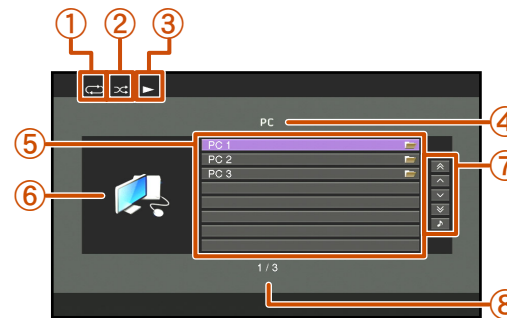 ① ② ③
PC ④
⑤ PC 1
PC 2
PC 3
⑥ ⑦
1 / 3
⑧